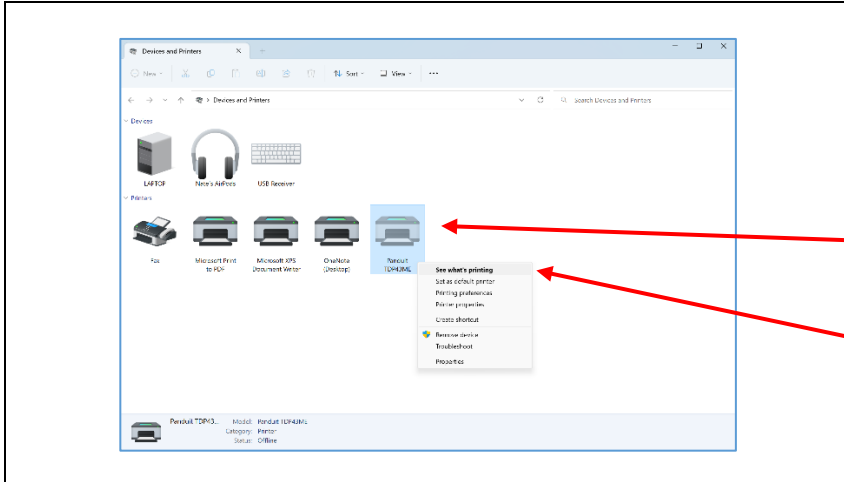 Devices and Printers
New
Sort
View
Devices and Printers
Search Devices and Printers
Devices
LAPTOP
Nate's AirPods
USB Receiver
Printers
Fax
Microsoft Print
to PDF
Microsoft XPS
Document Writer
OneNote
(Desktop)
Panduit
TDP43ME
See what's printing
Set as default printer
Printing preferences
Printer properties
Create shortcut
Remove device
Troubleshoot
Properties
Panduit TDP43... Model: Panduit TDP43ME
Category: Printer
Status: Offline